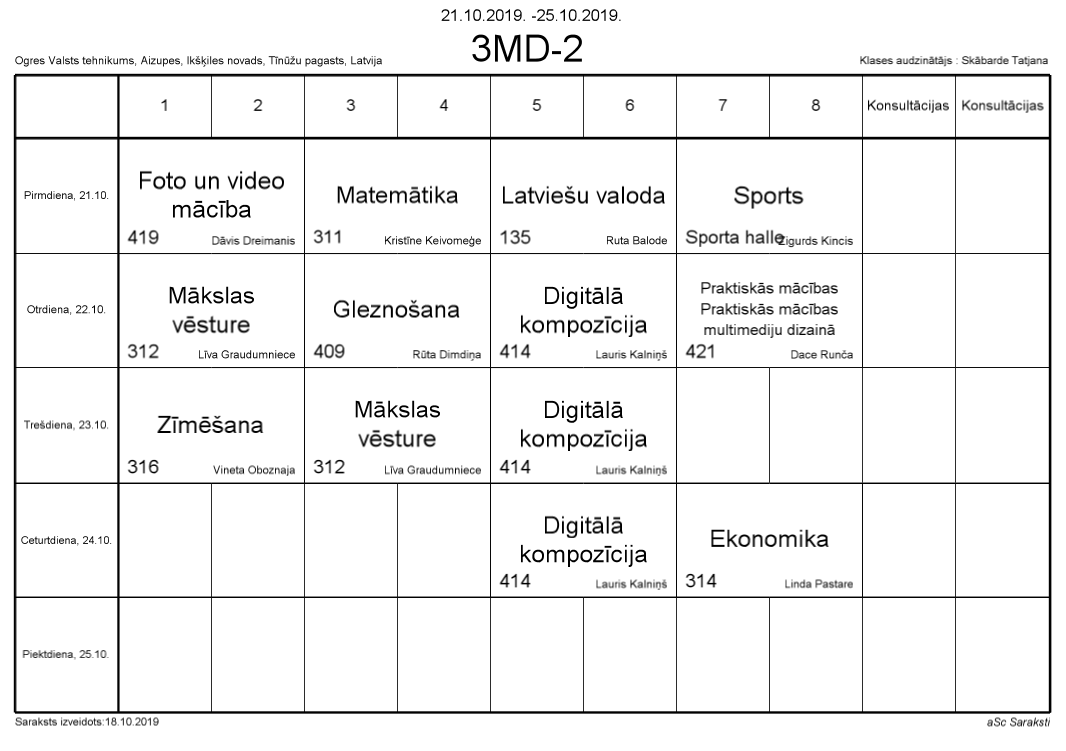 21.10.2019. -25.10.2019.
3MD-2
Ogres Valsts tehnikums, Aizupes, Ikšķiles novads, Tīnūžu pagasts, Latvija
Klases audzinātājs : Skābarde Tatjana
1 2 3 4 5 6 7 8 Konsultācijas Konsultācijas
Pirmdiena, 21.10.
Foto un video
mācība
419 Dāvis Dreimanis
Matemātika
311 Kristīne Keivomeģe
Latviešu valoda
135 Ruta Balode
Sports
Sporta halle Zigurds Kincis
Otrdiena, 22.10.
Mākslas
vēsture
312 Līva Graudumniece
Gleznošana
409 Rūta Dimdiņa
Digitālā
kompozīcija
414 Lauris Kalniņš
Praktiskās mācības
Praktiskās mācības
multimediju dizainā
421 Dace Runča
Trešdiena, 23.10.
Zīmēšana
316 Vineta Oboznaja
Mākslas
vēsture
312 Līva Graudumniece
Digitālā
kompozīcija
414 Lauris Kalniņš
Ceturtdiena, 24.10.
Digitālā
kompozīcija
414 Lauris Kalniņš
Ekonomika
314 Linda Pastare
Piektdiena, 25.10.
Saraksts izveidots:18.10.2019
aSc Saraksti